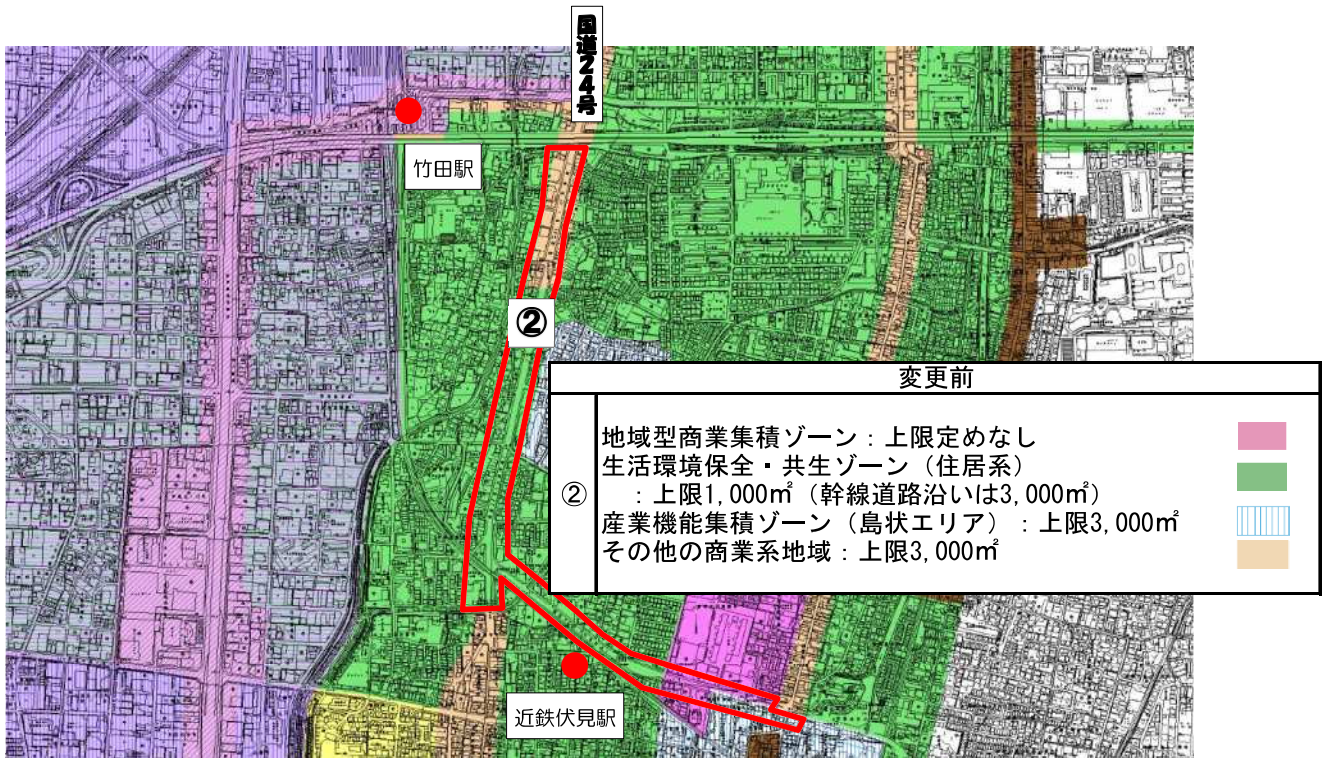 国道24号
竹田駅
②
変更前
②
地域型商業集積ゾーン：上限定めなし
生活環境保全・共生ゾーン（住居系）
：上限1,000㎡（幹線道路沿いは3,000㎡）
産業機能集積ゾーン（島状エリア）：上限3,000㎡
その他の商業系地域：上限3,000㎡
近鉄伏見駅